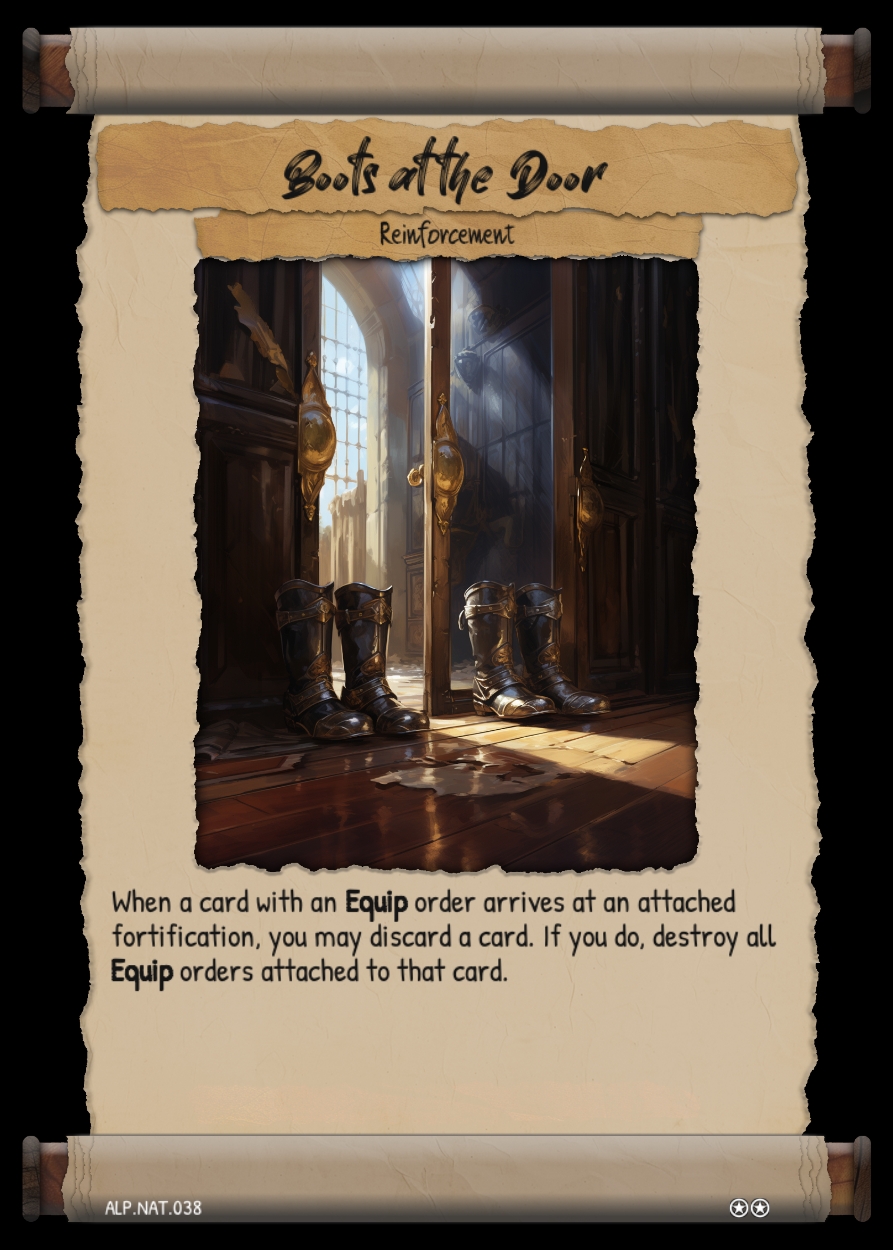 Boots at the Door
Reinforcement
When a card with an Equip order arrives at an attached
fortification, you may discard a card. If you do, destroy all
Equip orders attached to that card.
ALP.NAT.038